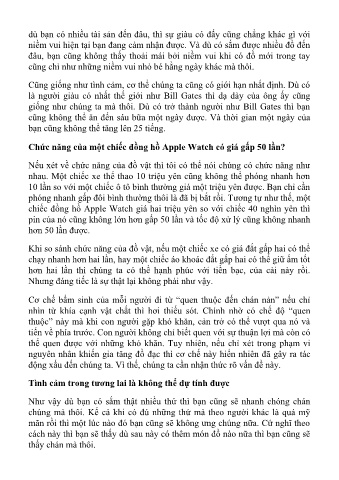 dù bạn có nhiều tài sản đến đâu, thì sự giàu có đấy cũng chẳng khác gì với
niềm vui hiện tại bạn đang cảm nhận được. Và dù có sắm được nhiều đồ đến
đâu, bạn cũng không thấy thoải mái bởi niềm vui khi có đồ mới trong tay
cũng chỉ như những niềm vui nhỏ bé hằng ngày khác mà thôi.
Cũng giống như tình cảm, cơ thể chúng ta cũng có giới hạn nhất định. Dù có
là người giàu có nhất thế giới như Bill Gates thì dạ dày của ông ấy cũng
giống như chúng ta mà thôi. Dù có trở thành người như Bill Gates thì bạn
cũng không thể ăn đến sáu bữa một ngày được. Và thời gian một ngày của
bạn cũng không thể tăng lên 25 tiếng.
Chức năng của một chiếc đồng hồ Apple Watch có giá gấp 50 lần?
Nếu xét về chức năng của đồ vật thì tôi có thể nói chúng có chức năng như
nhau. Một chiếc xe thể thao 10 triệu yên cũng không thể phóng nhanh hơn
10 lần so với một chiếc ô tô bình thường giá một triệu yên được. Bạn chỉ cần
phóng nhanh gấp đôi bình thường thôi là đã bị bắt rồi. Tương tự như thế, một
chiếc đồng hồ Apple Watch giá hai triệu yên so với chiếc 40 nghìn yên thì
pin của nó cũng không lớn hơn gấp 50 lần và tốc độ xử lý cũng không nhanh
hơn 50 lần được.
Khi so sánh chức năng của đồ vật, nếu một chiếc xe có giá đắt gấp hai có thể
chạy nhanh hơn hai lần, hay một chiếc áo khoác đắt gấp hai có thể giữ ấm tốt
hơn hai lần thì chúng ta có thể hạnh phúc với tiền bạc, của cải này rồi.
Nhưng đáng tiếc là sự thật lại không phải như vậy.
Cơ chế bẩm sinh của mỗi người đi từ “quen thuộc đến chán nản” nếu chỉ
nhìn từ khía cạnh vật chất thì hơi thiếu sót. Chính nhờ có chế độ “quen
thuộc” này mà khi con người gặp khó khăn, cản trở có thể vượt qua nó và
tiến về phía trước. Con người không chỉ biết quen với sự thuận lợi mà còn có
thể quen được với những khó khăn. Tuy nhiên, nếu chỉ xét trong phạm vi
nguyên nhân khiến gia tăng đồ đạc thì cơ chế này hiển nhiên đã gây ra tác
động xấu đến chúng ta. Vì thế, chúng ta cần nhận thức rõ vấn đề này.
Tình cảm trong tương lai là không thể dự tính được
Như vậy dù bạn có sắm thật nhiều thứ thì bạn cũng sẽ nhanh chóng chán
chúng mà thôi. Kể cả khi có đủ những thứ mà theo người khác là quá mỹ
mãn rồi thì một lúc nào đó bạn cũng sẽ không ưng chúng nữa. Cứ nghĩ theo
cách này thì bạn sẽ thấy dù sau này có thêm món đồ nào nữa thì bạn cũng sẽ
thấy chán mà thôi.